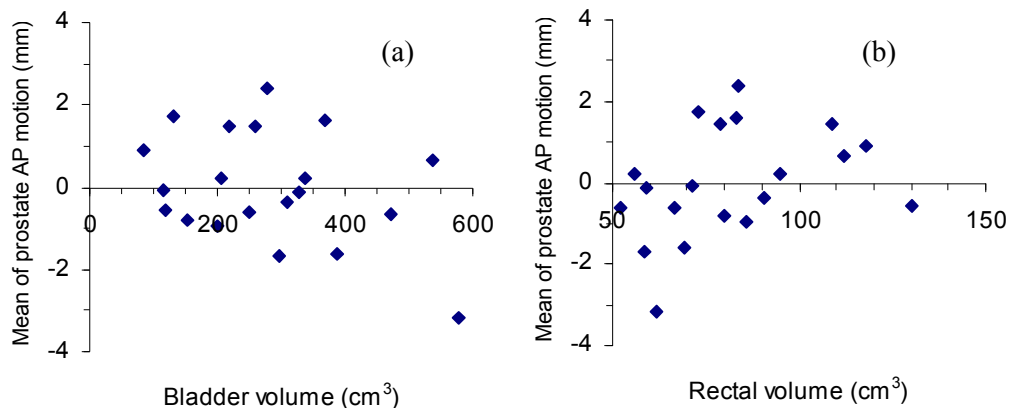 (a)
Mean of prostate AP motion (mm)
4
2
0
-2
-4
0
200
400
600
Bladder volume (cm³)
(b)
Mean of prostate AP motion (mm)
4
2
0
-2
-4
50
100
150
Rectal volume (cm³)